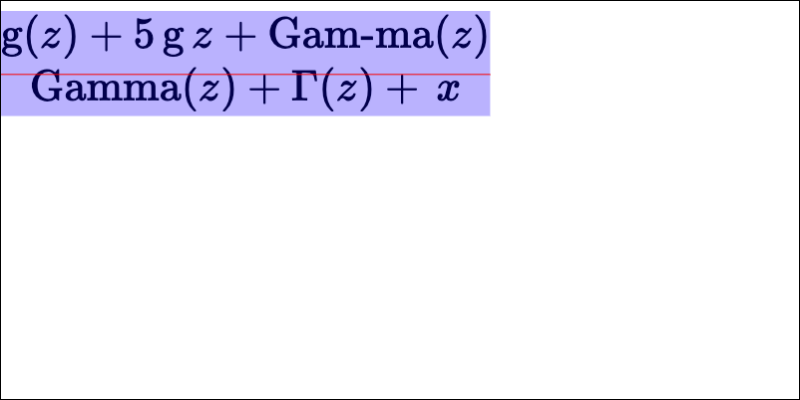 g(z) + 5 g z + Gam-ma(z)
Gamma(z) + Γ(z) + x